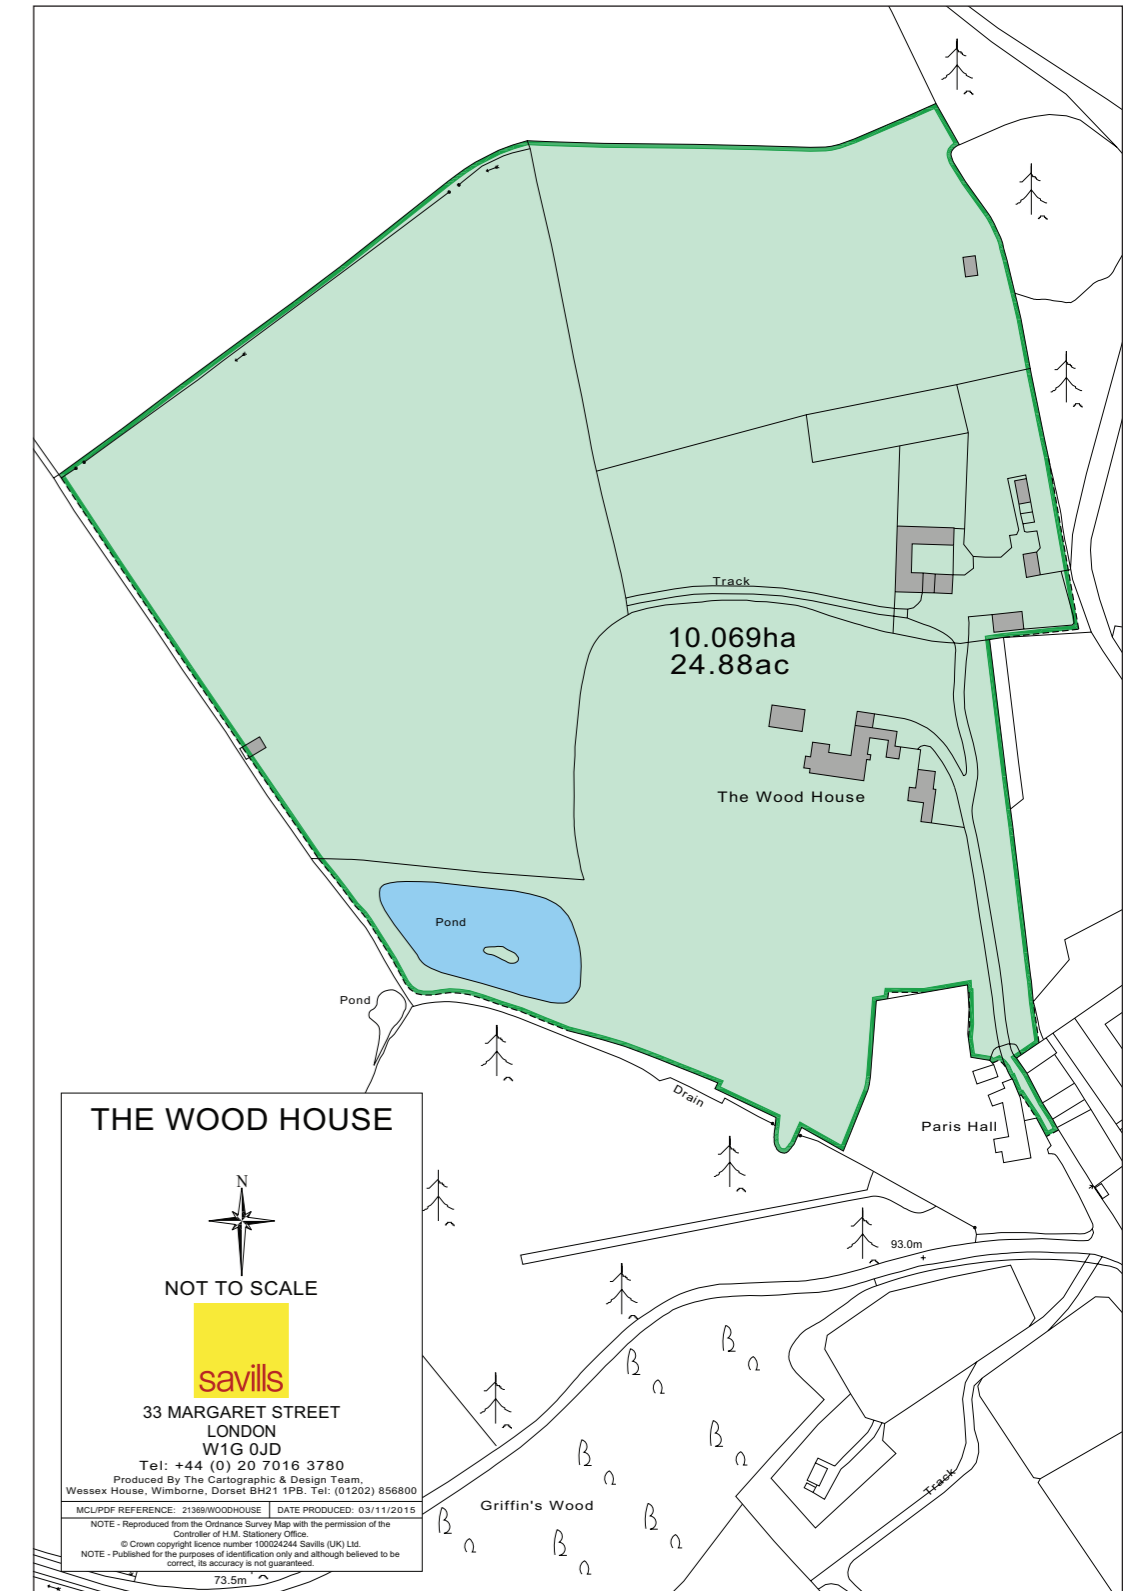 Track
10.069ha
24.88ac
The Wood House
Pond
Pond
Drain
Paris Hall
93.0m
THE WOOD HOUSE
N
NOT TO SCALE
savills
33 MARGARET STREET
LONDON
W1G 0JD
Tel: +44 (0) 20 7016 3780
Produced By The Cartographic & Design Team,
Wessex House, Wimborne, Dorset BH21 1PB. Tel: (01202) 856800
MCL/PDF REFERENCE: 21369/WOODHOUSE DATE PRODUCED: 03/11/2015
NOTE - Reproduced from the Ordnance Survey Map with the permission of the
Controller of H.M. Stationery Office.
© Crown copyright licence number 100024244 Savills (UK) Ltd.
NOTE - Published for the purposes of identification only and although believed to be
correct, its accuracy is not guaranteed.
Track
Griffin's Wood
73.5m